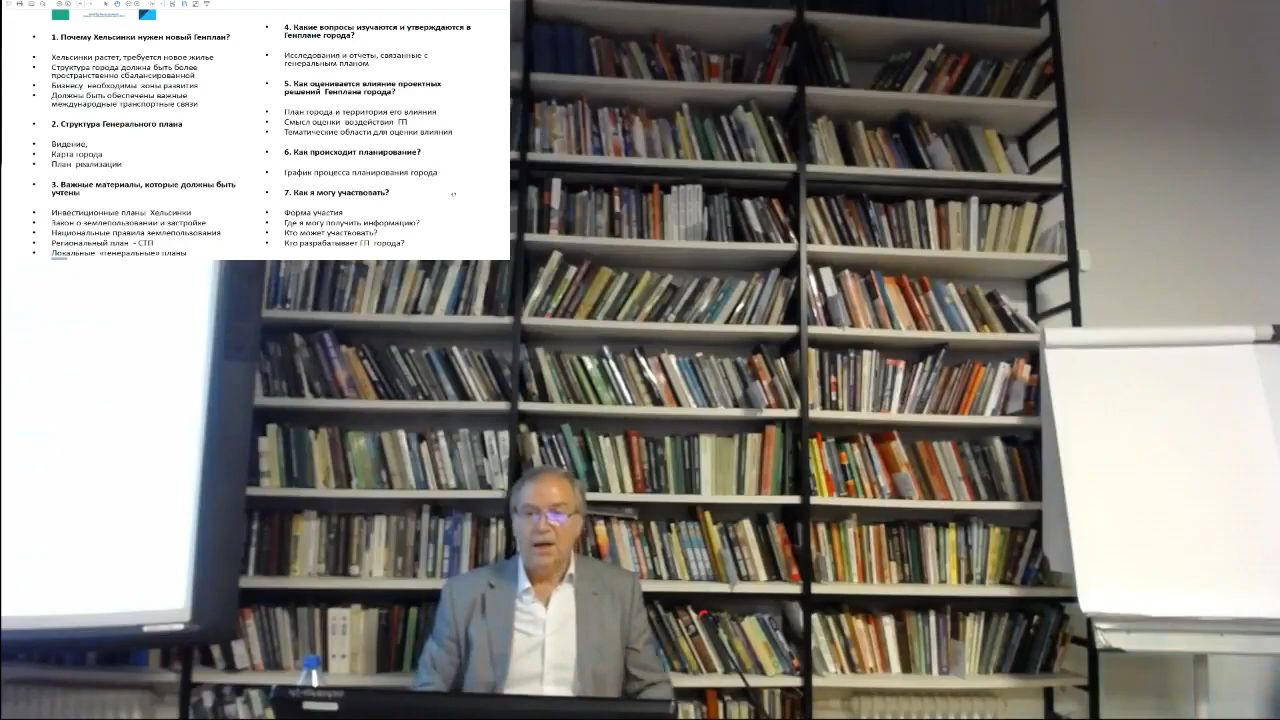 1. Почему Хельсинки нужен новый Генплан?
Хельсинки растет, требуется новое жилье
Структура города должна быть более
пространственно сбалансированной
Бизнесу необходимы зоны развития
Должны быть обеспечены важные
международные транспортные связи
2. Структура Генерального плана
Видение,
Карта города
План реализации
3. Важные материалы, которые должны быть
учтены
Инвестиционные планы Хельсинки
Закон о землепользовании и застройке
Национальные правила землепользования
Региональный план - СТП
Локальные «генеральные» планы
4. Какие вопросы изучаются и утверждаются в
Генплане города?
Исследования и отчеты, связанные с
генеральным планом
5. Как оценивается влияние проектных
решений Генплана города?
План города и территория его влияния
Смысл оценки воздействия ГП
Тематические области для оценки влияния
6. Как происходит планирование?
График процесса планирования города
7. Как я могу участвовать?
Форма участия
Где я могу получить информацию?
Кто может участвовать?
Кто разрабатывает ГП города?